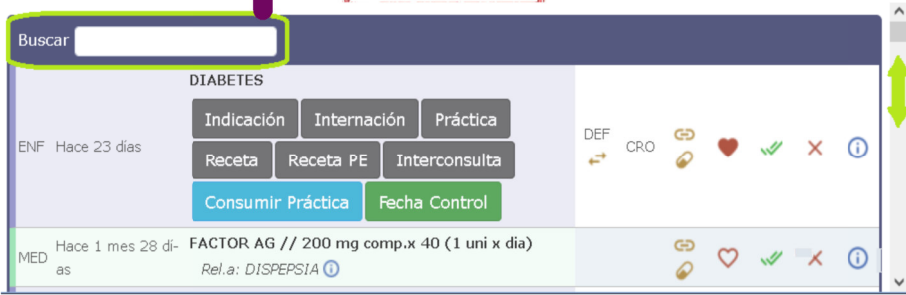 Buscar
DIABETES
Indicación Internación Práctica
ENF Hace 23 días
DEF
CRO
Receta Receta PE Interconsulta
Consumir Práctica Fecha Control
MED Hace 1 mes 28 dí-
as
FACTOR AG // 200 mg comp.x 40 (1 uni x dia)
Rel.a: DISPEPSIA